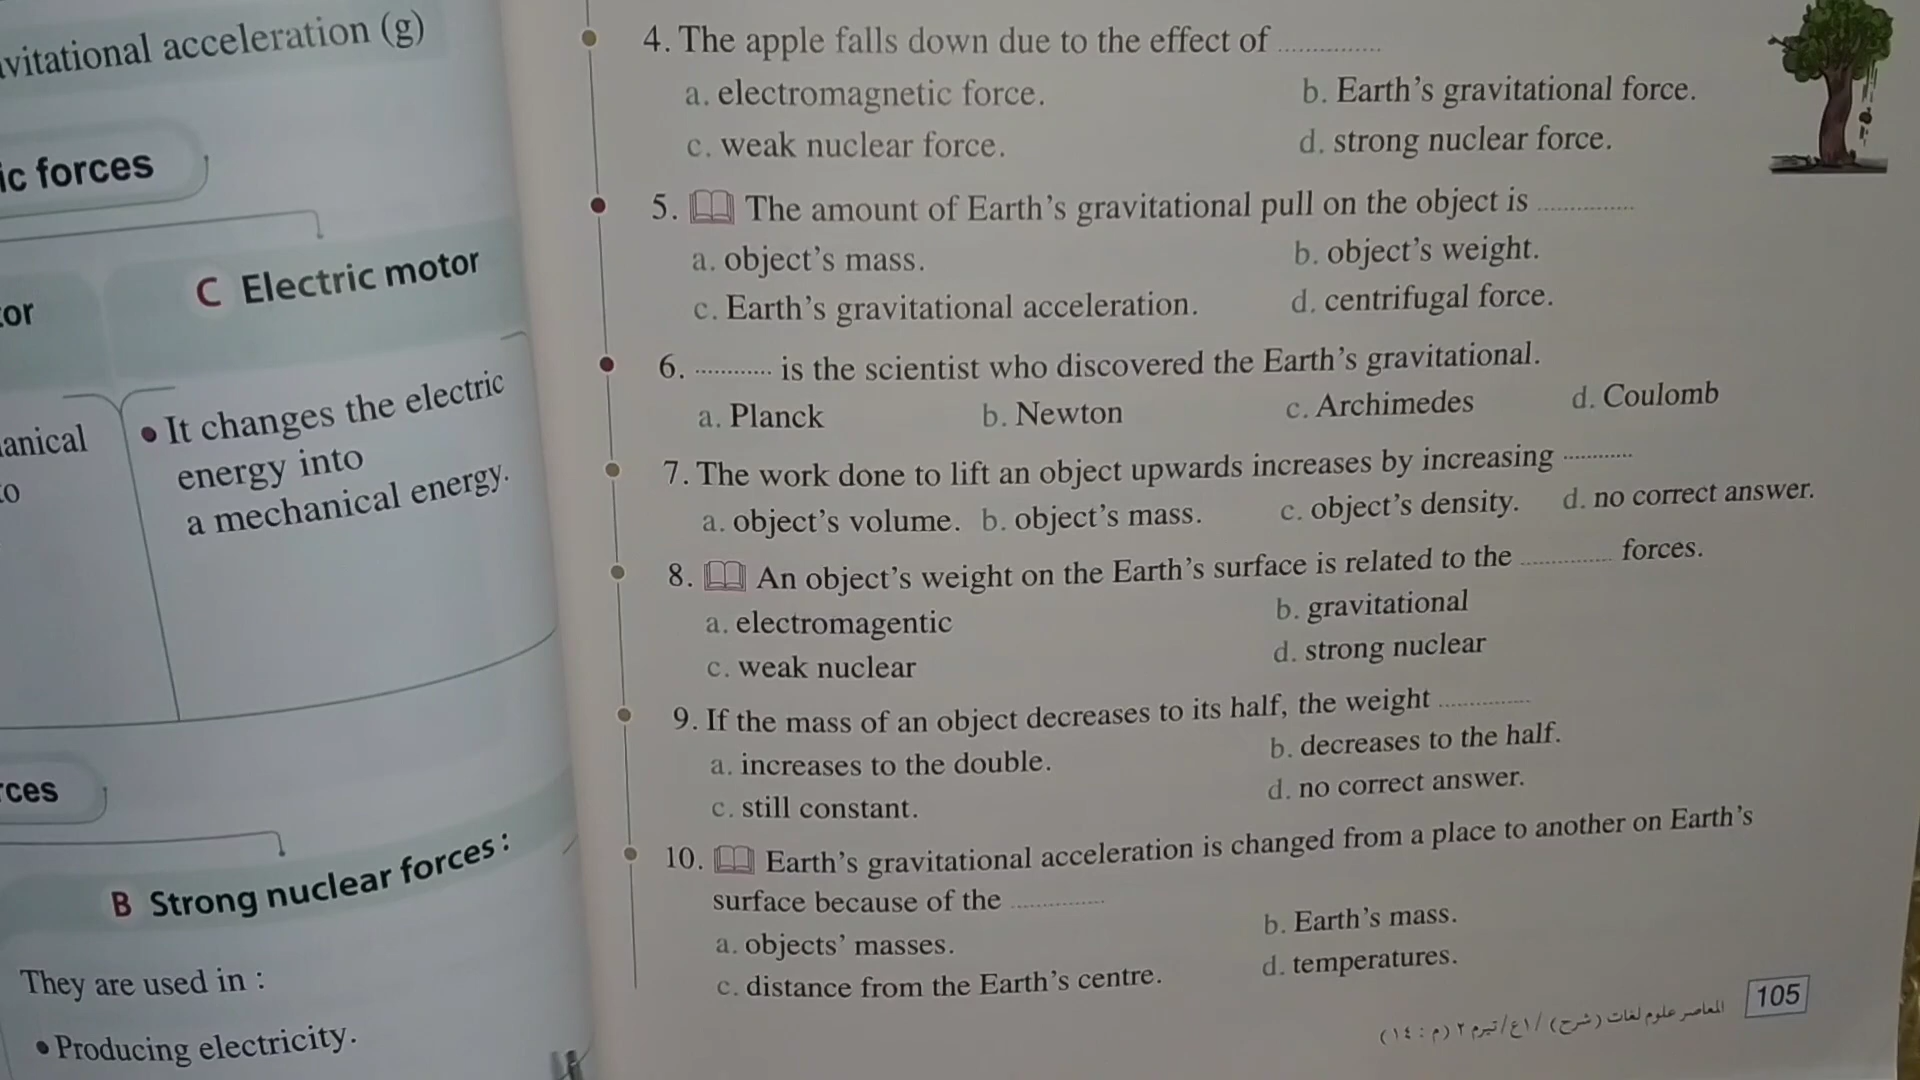 vitational acceleration (g)
ic forces
or
C Electric motor
anical
• It changes the electric
energy into
a mechanical energy.
rces
B Strong nuclear forces :
They are used in :
• Producing electricity.
4. The apple falls down due to the effect of ..............
a. electromagnetic force.
b. Earth's gravitational force.
c. weak nuclear force.
d. strong nuclear force.
5. The amount of Earth's gravitational pull on the object is ..............
a. object's mass.
b. object's weight.
c. Earth's gravitational acceleration.
d. centrifugal force.
6. ............ is the scientist who discovered the Earth's gravitational.
a. Planck b. Newton c. Archimedes d. Coulomb
7. The work done to lift an object upwards increases by increasing ............
a. object's volume. b. object's mass. c. object's density. d. no correct answer.
8. An object's weight on the Earth's surface is related to the .............. forces.
a. electromagentic
b. gravitational
c. weak nuclear
d. strong nuclear
9. If the mass of an object decreases to its half, the weight ..............
a. increases to the double.
b. decreases to the half.
c. still constant.
d. no correct answer.
10. Earth's gravitational acceleration is changed from a place to another on Earth's
surface because of the ..............
a. objects' masses.
b. Earth's mass.
c. distance from the Earth's centre.
d. temperatures.
المعاصر علوم لغات (شرح) / ١ع / تيرم ٢ (م : ١٤)
105